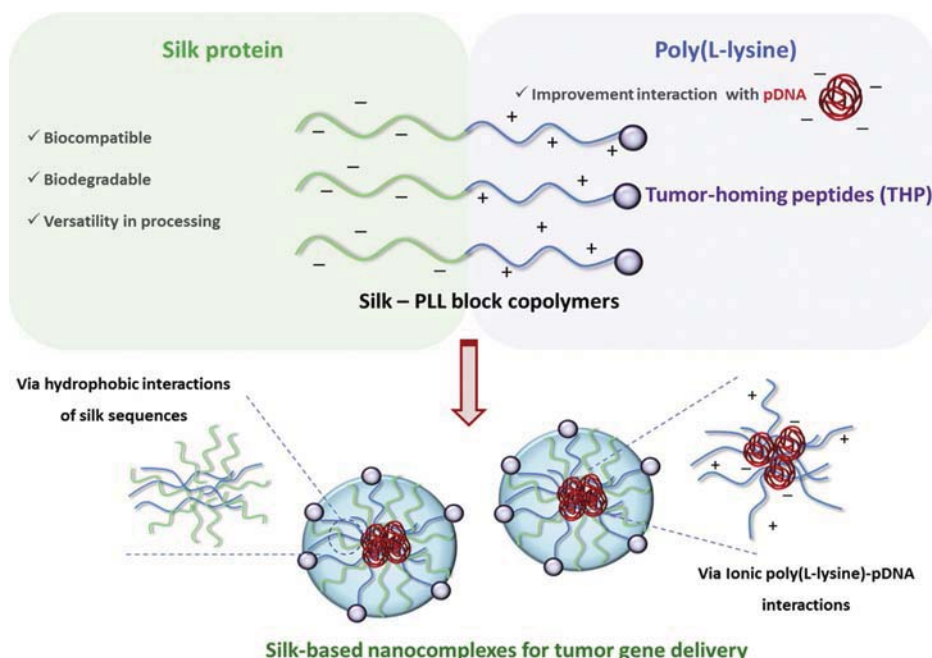 Silk protein
Poly(L-lysine)
✓ Improvement interaction with pDNA
✓ Biocompatible
✓ Biodegradable
✓ Versatility in processing
Tumor-homing peptides (THP)
Silk – PLL block copolymers
Via hydrophobic interactions
of silk sequences
Via Ionic poly(L-lysine)-pDNA
interactions
Silk-based nanocomplexes for tumor gene delivery